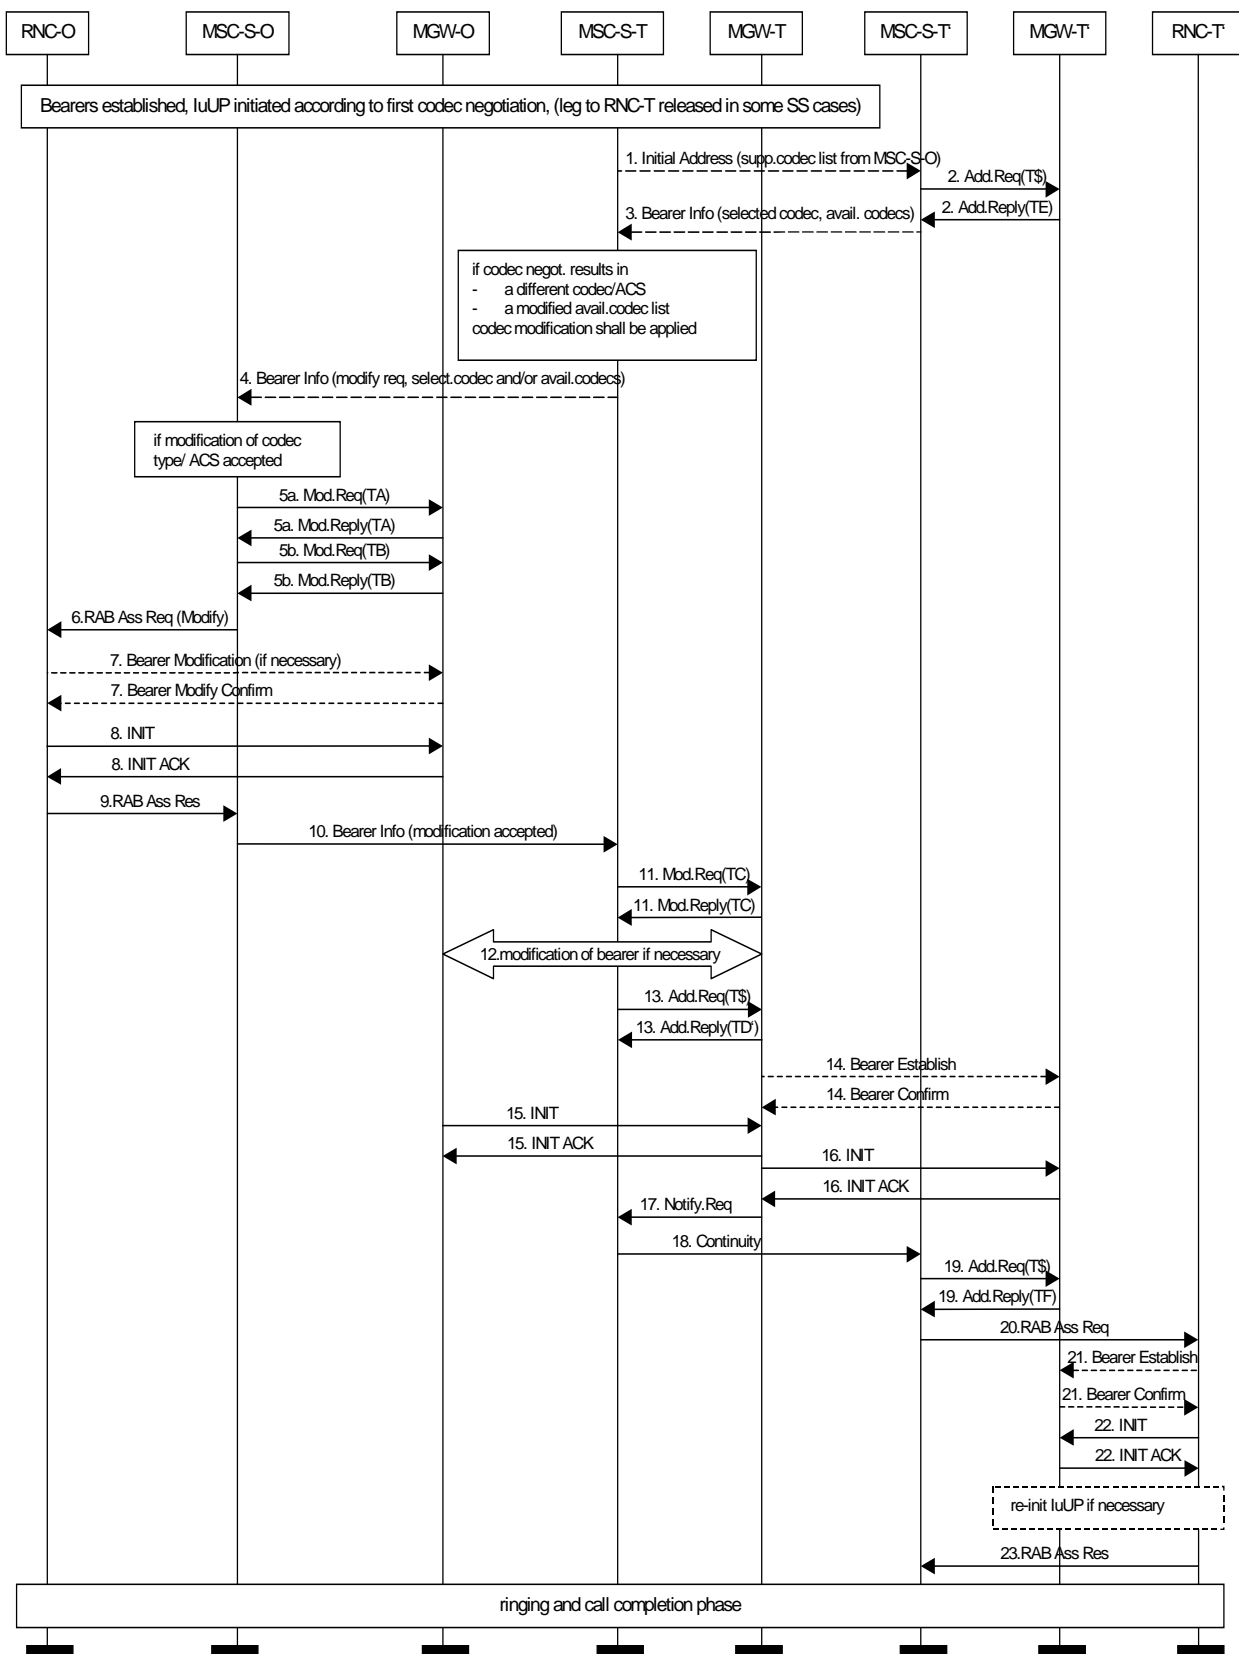 RNC-O
MSC-S-O
MGW-O
MSC-S-T
MGW-T
MSC-S-T'
MGW-T'
RNC-T'
Bearers established, IuUP initiated according to first codec negotiation, (leg to RNC-T released in some SS cases)
1. Initial Address (supp.codec list from MSC-S-O)
2. Add.Req(T$)
2. Add.Reply(TE)
3. Bearer Info (selected codec, avail. codecs)
if codec negot. results in
- a different codec/ACS
- a modified avail.codec list
codec modification shall be applied
4. Bearer Info (modify req, select.codec and/or avail.codecs)
if modification of codec
type/ ACS accepted
5a. Mod.Req(TA)
5a. Mod.Reply(TA)
5b. Mod.Req(TB)
5b. Mod.Reply(TB)
6.RAB Ass Req (Modify)
7. Bearer Modification (if necessary)
7. Bearer Modify Confirm
8. INIT
8. INIT ACK
9.RAB Ass Res
10. Bearer Info (modification accepted)
11. Mod.Req(TC)
11. Mod.Reply(TC)
12.modification of bearer if necessary
13. Add.Req(T$)
13. Add.Reply(TD')
14. Bearer Establish
14. Bearer Confirm
15. INIT
15. INIT ACK
16. INIT
16. INIT ACK
17. Notify.Req
18. Continuity
19. Add.Req(T$)
19. Add.Reply(TF)
20.RAB Ass Req
21. Bearer Establish
21. Bearer Confirm
22. INIT
22. INIT ACK
re-init IuUP if necessary
23.RAB Ass Res
ringing and call completion phase